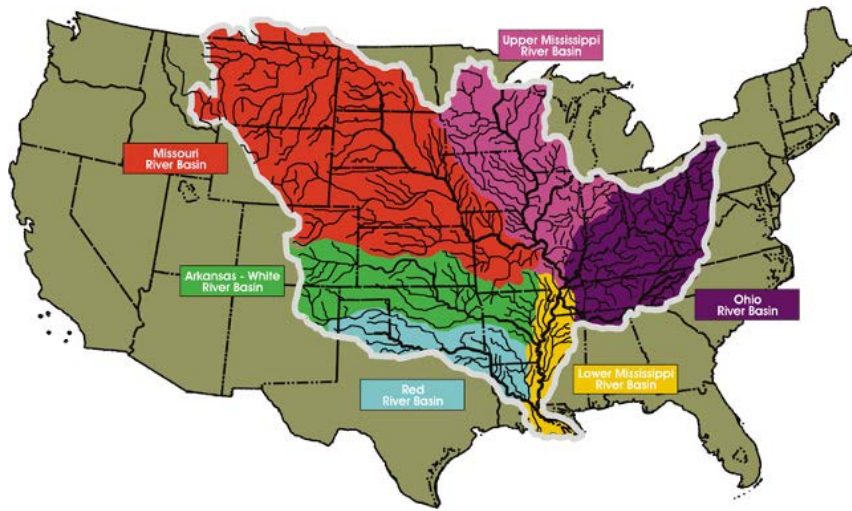 Upper Mississippi
River Basin
Missouri
River Basin
Arkansas - White
River Basin
Ohio
River Basin
Red
River Basin
Lower Mississippi
River Basin